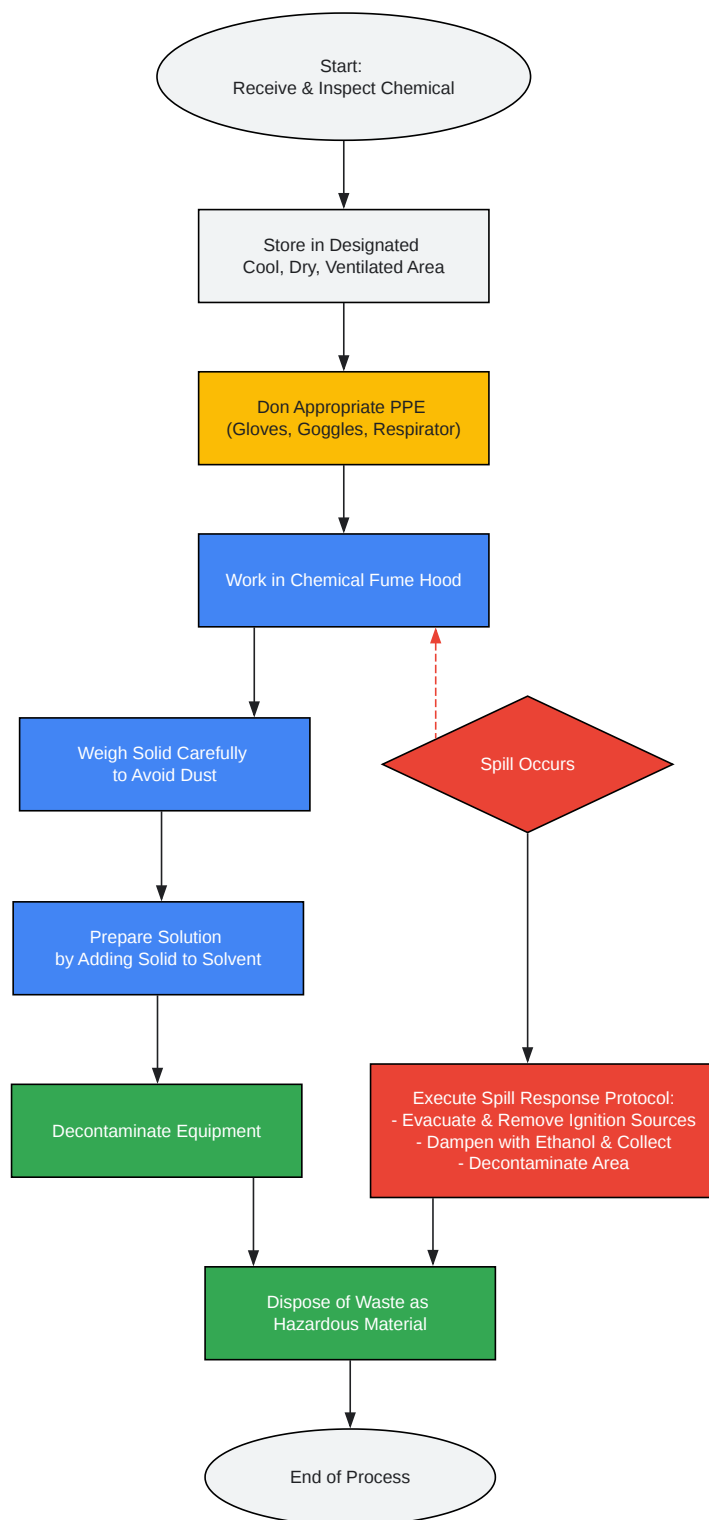 Start:
Receive & Inspect Chemical
Store in Designated
Cool, Dry, Ventilated Area
Don Appropriate PPE
(Gloves, Goggles, Respirator)
Work in Chemical Fume Hood
Weigh Solid Carefully
to Avoid Dust
Spill Occurs
Prepare Solution
by Adding Solid to Solvent
Decontaminate Equipment
Execute Spill Response Protocol:
- Evacuate & Remove Ignition Sources
- Dampen with Ethanol & Collect
- Decontaminate Area
Dispose of Waste as
Hazardous Material
End of Process